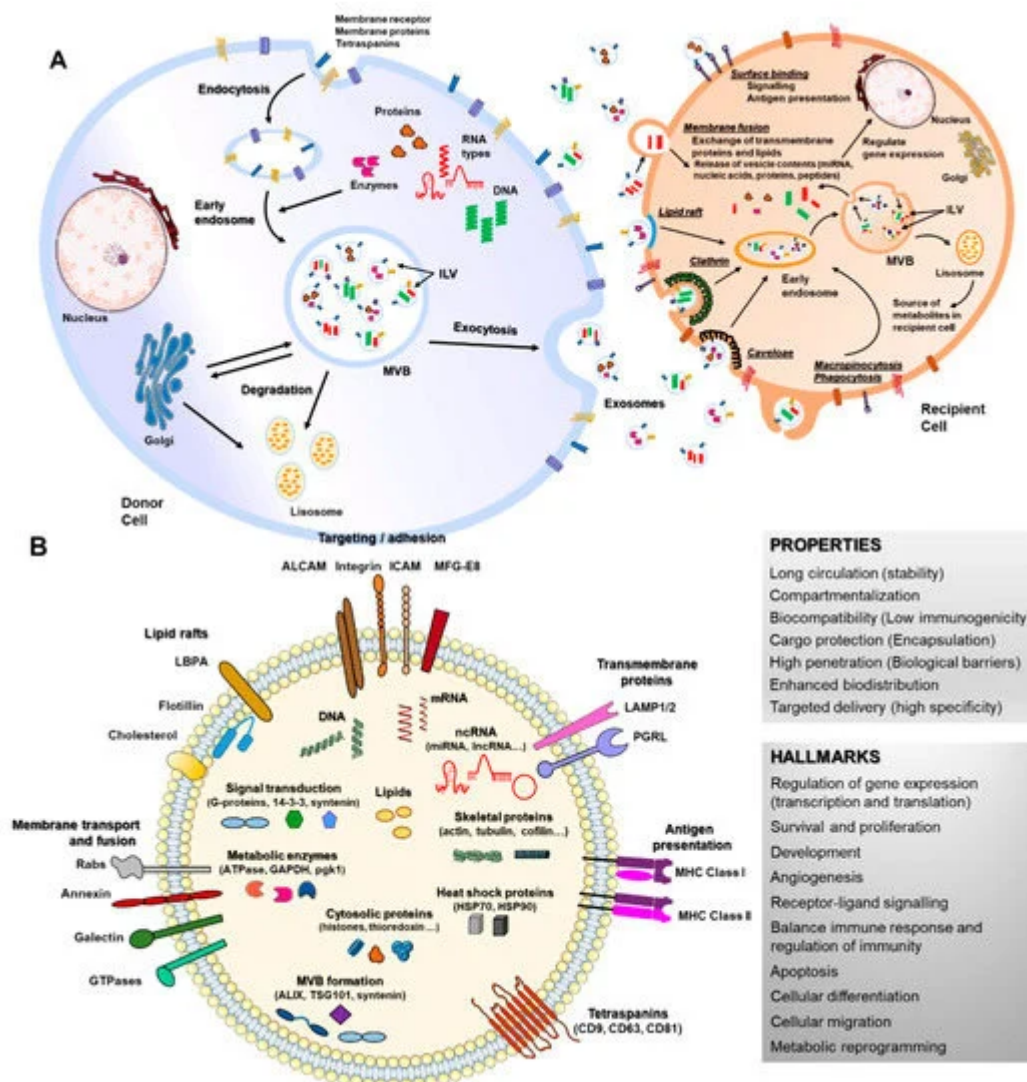 A
Membrane receptor
Membrane proteins
Tetraspanins
Endocytosis
Proteins
RNA
types
Enzymes
DNA
Early
endosome
ILV
Nucleus
MVB
Exocytosis
Golgi
Degradation
Lisosome
Donor
Cell
Exosomes
Surface binding
Signalling
Antigen presentation
Nucleus
Membrane fusion
Exchange of transmembrane
proteins end lipids
Release of vesicle contents (miRNA,
nucleic acids, proteins, peptides)
Regulate
gene expression
Golgi
Lipid raft
ILV
MVB
Clathrin
Early
endosome
Lisosome
Source of
metabolites in
recipient cell
Caveloae
Macropinocytosis
Phagocytosis
Recipient
Cell
B
Targeting / adhesion
ALCAM Integrin ICAM MFG-E8
Lipid rafts
LBPA
Flotillin
Cholesterol
Transmembrane
proteins
LAMP1/2
PGRL
DNA
mRNA
ncRNA
(miRNA, lncRNA...)
Signal transduction
(G-proteins, 14-3-3, syntenin)
Lipids
Skeletal proteins
(actin, tubulin, cofilin...)
Membrane transport
and fusion
Rabs
Annexin
Galectin
GTPases
Metabolic enzymes
(ATPase, GAPDH, pgk1)
Heat shock proteins
(HSP70, HSP90)
Cytosolic proteins
(histones, thioredoxin ...)
MVB formation
(ALIX, TSG101, syntenin)
Antigen
presentation
MHC Class I
MHC Class II
Tetraspanins
(CD9, CD63, CD81)
PROPERTIES
Long circulation (stability)
Compartmentalization
Biocompatibility (Low immunogenicity
Cargo protection (Encapsulation)
High penetration (Biological barriers)
Enhanced biodistribution
Targeted delivery (high specificity)
HALLMARKS
Regulation of gene expression
(transcription and translation)
Survival and proliferation
Development
Angiogenesis
Receptor-ligand signalling
Balance immune response and
regulation of immunity
Apoptosis
Cellular differentiation
Cellular migration
Metabolic reprogramming